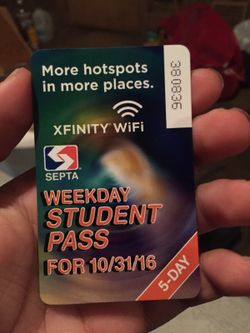 More hotspots
in more places.
XFINITY WiFi
380836
SEPTA
WEEKDAY
STUDENT
PASS
FOR 10/31/16
5-DAY